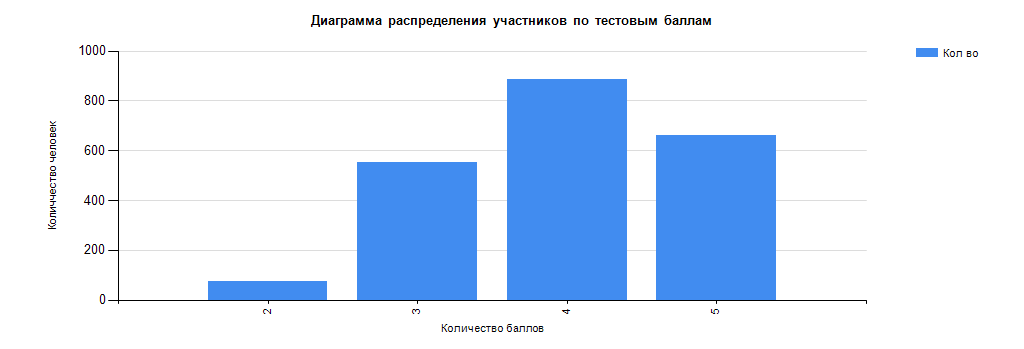 Диаграмма распределения участников по тестовым баллам
Кол во
Количчество человек
1000
800
600
400
200
0
2
3
4
5
Количество баллов